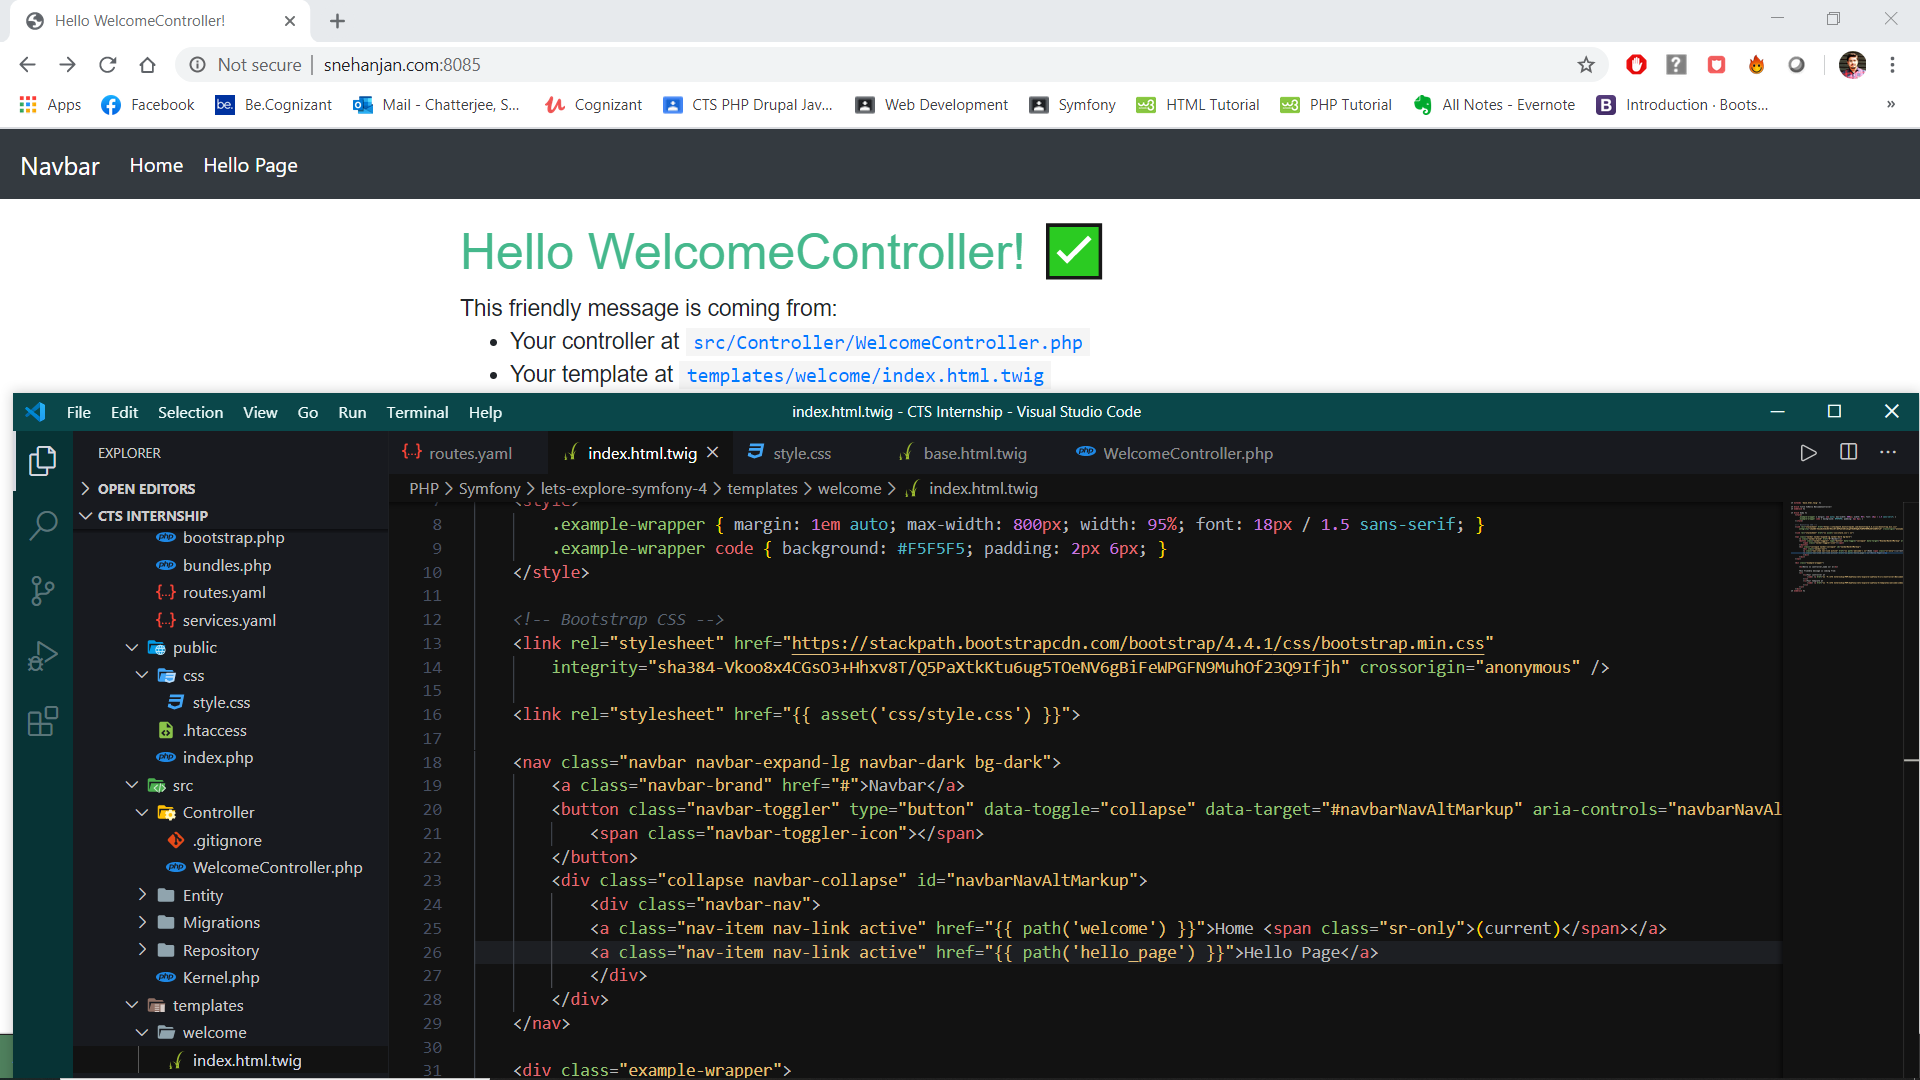 Hello WelcomeController!
Not secure | snehanjan.com:8085
Apps Facebook be. Be.Cognizant Mail - Chatterjee, S... Cognizant CTS PHP Drupal Jav... Web Development Symfony HTML Tutorial PHP Tutorial All Notes - Evernote B Introduction · Boots... »
Navbar Home Hello Page
Hello WelcomeController! ✅
This friendly message is coming from:
• Your controller at src/Controller/WelcomeController.php
• Your template at templates/welcome/index.html.twig
File Edit Selection View Go Run Terminal Help index.html.twig - CTS Internship - Visual Studio Code
EXPLORER
OPEN EDITORS
CTS INTERNSHIP
bootstrap.php
bundles.php
routes.yaml
services.yaml
public
css
style.css
.htaccess
index.php
src
Controller
.gitignore
WelcomeController.php
Entity
Migrations
Repository
Kernel.php
templates
welcome
index.html.twig
routes.yaml index.html.twig style.css base.html.twig WelcomeController.php
PHP > Symfony > lets-explore-symfony-4 > templates > welcome > index.html.twig
7 <style>
8 .example-wrapper { margin: 1em auto; max-width: 800px; width: 95%; font: 18px / 1.5 sans-serif; }
9 .example-wrapper code { background: #F5F5F5; padding: 2px 6px; }
10 </style>
11
12 <!-- Bootstrap CSS -->
13 <link rel="stylesheet" href="https://stackpath.bootstrapcdn.com/bootstrap/4.4.1/css/bootstrap.min.css"
14 integrity="sha384-Vkoo8x4CGsO3+Hhxv8T/Q5PaXtkKtu6ug5TOeNV6gBiFeWPGFN9MuhOf23Q9Ifjh" crossorigin="anonymous" />
15
16 <link rel="stylesheet" href="{{ asset('css/style.css') }}">
17
18 <nav class="navbar navbar-expand-lg navbar-dark bg-dark">
19 <a class="navbar-brand" href="#">Navbar</a>
20 <button class="navbar-toggler" type="button" data-toggle="collapse" data-target="#navbarNavAltMarkup" aria-controls="navbarNavAl
21 <span class="navbar-toggler-icon"></span>
22 </button>
23 <div class="collapse navbar-collapse" id="navbarNavAltMarkup">
24 <div class="navbar-nav">
25 <a class="nav-item nav-link active" href="{{ path('welcome') }}">Home <span class="sr-only">(current)</span></a>
26 <a class="nav-item nav-link active" href="{{ path('hello_page') }}">Hello Page</a>
27 </div>
28 </div>
29 </nav>
30
31 <div class="example-wrapper">